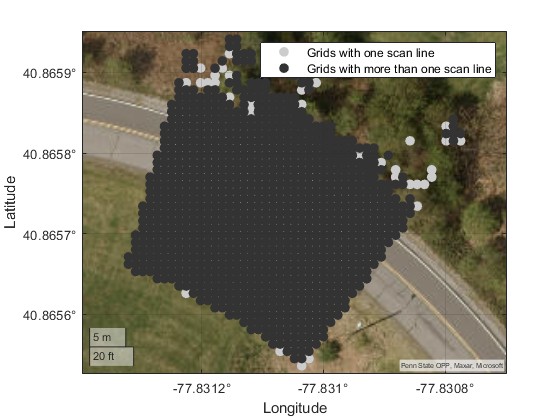 Grids with one scan line
Grids with more than one scan line
40.8659°
40.8658°
40.8657°
40.8656°
Latitude
5 m
20 ft
Penn State OPP, Maxar, Microsoft
-77.8312°
-77.831°
-77.8308°
Longitude